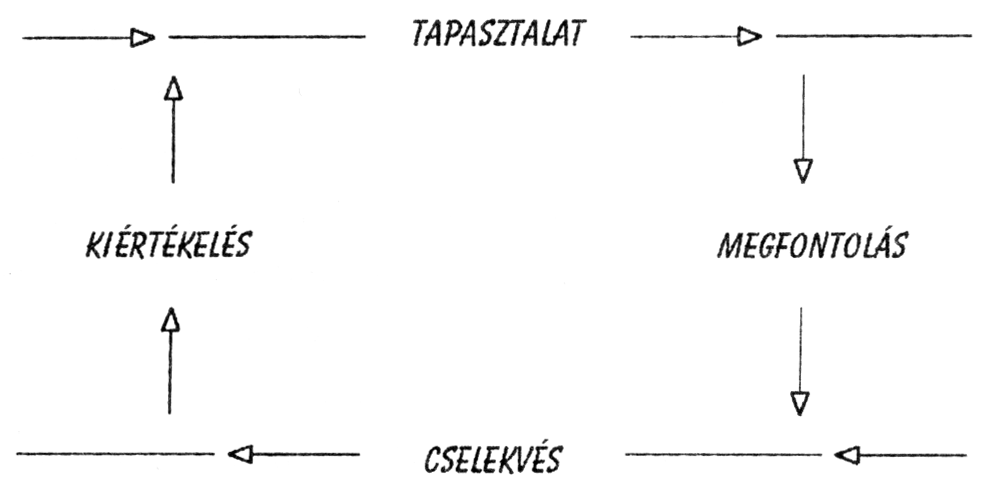 TAPASZTALAT
KIÉRTÉKELÉS
MEGFONTOLÁS
CSELEKVÉS